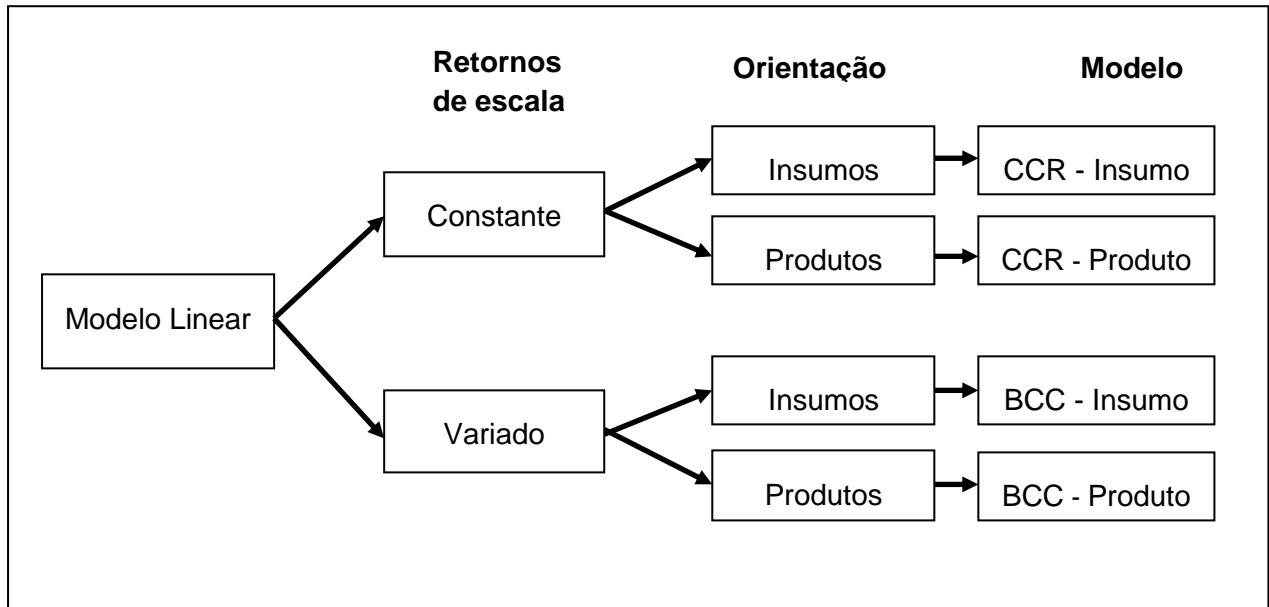 Retornos
de escala
Orientação
Modelo
Insumos
CCR - Insumo
Constante
Produtos
CCR - Produto
Modelo Linear
Insumos
BCC - Insumo
Variado
Produtos
BCC - Produto